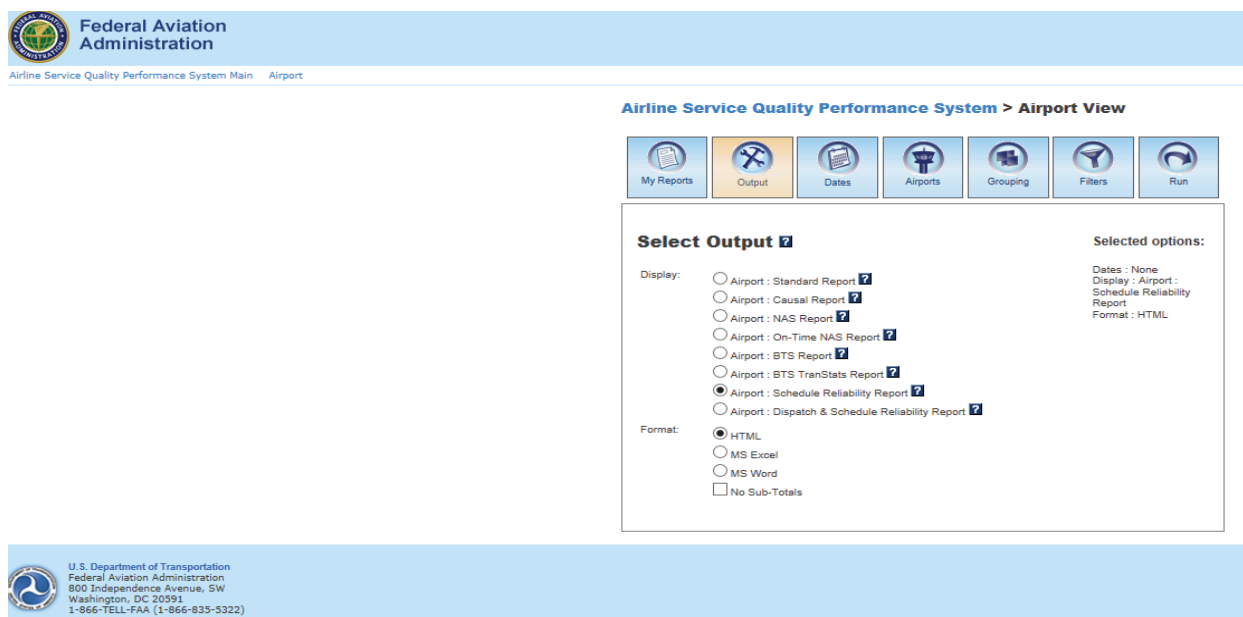 Federal Aviation
Administration
Airline Service Quality Performance System Main Airport
Airline Service Quality Performance System > Airport View
My Reports Output Dates Airports Grouping Filters Run
Select Output ?
Display:
Airport : Standard Report ?
Airport : Causal Report ?
Airport : NAS Report ?
Airport : On-Time NAS Report ?
Airport : BTS Report ?
Airport : BTS TranStats Report ?
Airport : Schedule Reliability Report ?
Airport : Dispatch & Schedule Reliability Report ?
Format:
HTML
MS Excel
MS Word
No Sub-Totals
Selected options:
Dates : None
Display : Airport :
Schedule Reliability
Report
Format : HTML
U.S. Department of Transportation
Federal Aviation Administration
800 Independence Avenue, SW
Washington, DC 20591
1-866-TELL-FAA (1-866-835-5322)